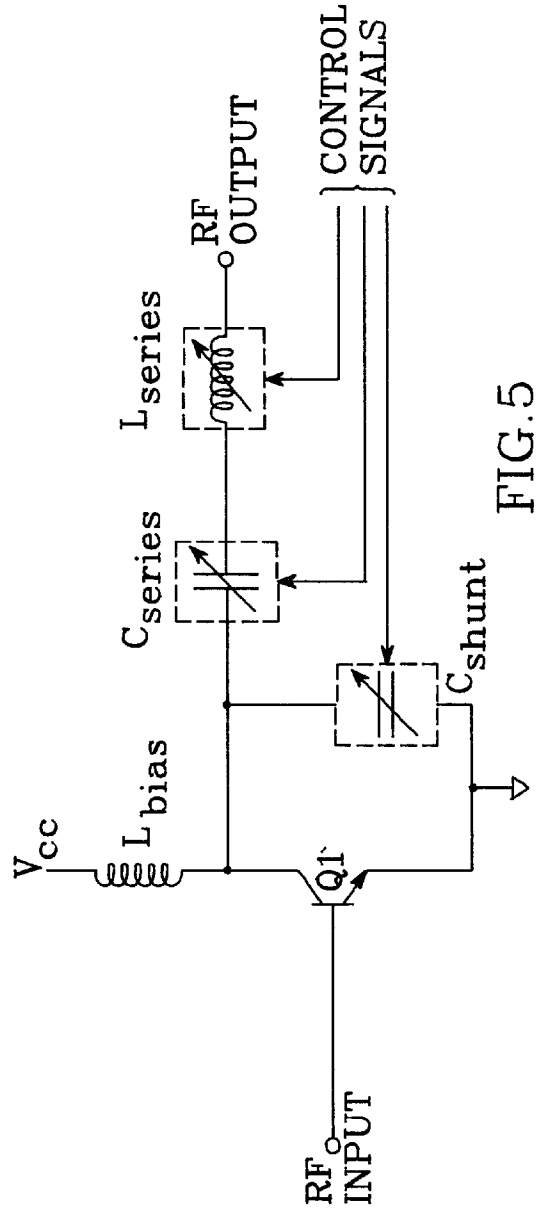 Vcc
Lbias
Cseries
Lseries
RF
OUTPUT
RF
INPUT
Q1
Cshunt
CONTROL
SIGNALS
FIG.5